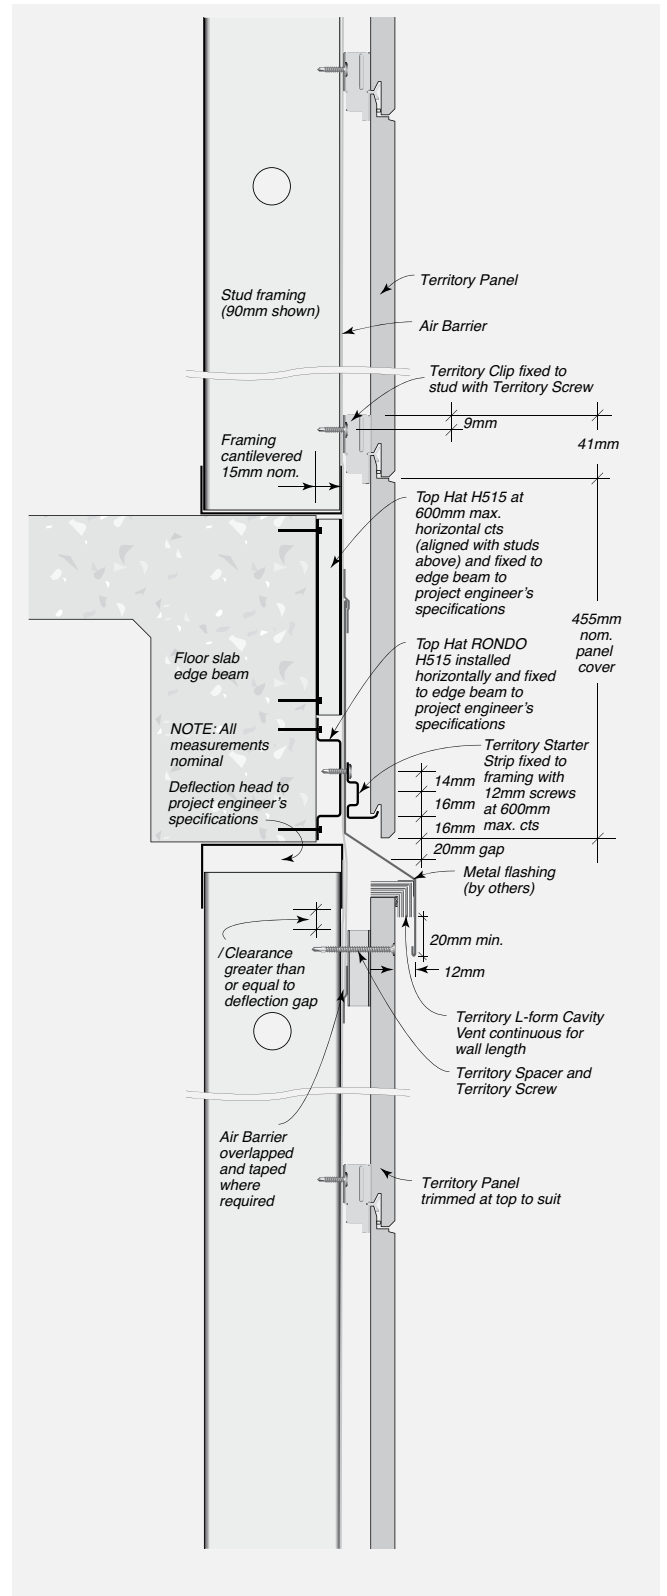 Stud framing
(90mm shown)
Territory Panel
Air Barrier
Territory Clip fixed to
stud with Territory Screw
9mm
41mm
Framing
cantilevered
15mm nom.
Top Hat H515 at
600mm max.
horizontal cts
(aligned with studs
above) and fixed to
edge beam to
project engineer's
specifications
455mm
nom.
panel
cover
Floor slab
edge beam
Top Hat RONDO
H515 installed
horizontally and fixed
to edge beam to
project engineer's
specifications
NOTE: All
measurements
nominal
Deflection head to
project engineer's
specifications
Territory Starter
Strip fixed to
framing with
12mm screws
at 600mm
max. cts
14mm
16mm
16mm
20mm gap
Metal flashing
(by others)
20mm min.
12mm
/Clearance
greater than
or equal to
deflection gap
Territory L-form Cavity
Vent continuous for
wall length
Territory Spacer and
Territory Screw
Air Barrier
overlapped
and taped
where
required
Territory Panel
trimmed at top to suit